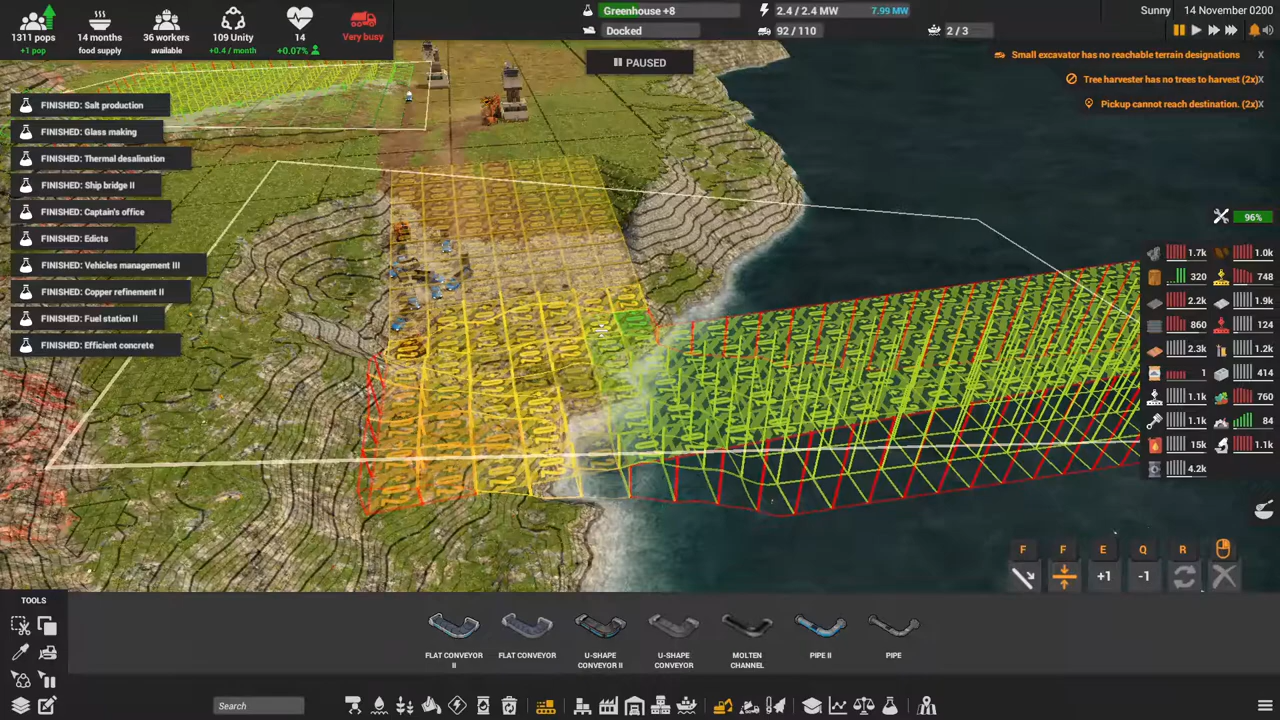 1311 pops
+1 pop
14 months
food supply
36 workers
available
109 Unity
+0.4 / month
14
+0.07%
Very busy
Greenhouse +8
Docked
2.4 / 2.4 MW
7.99 MW
92 / 110
2 / 3
Sunny
14 November 0200
PAUSED
Small excavator has no reachable terrain designations X
Tree harvester has no trees to harvest (2x)X
Pickup cannot reach destination. (2x)X
FINISHED: Salt production
FINISHED: Glass making
FINISHED: Thermal desalination
FINISHED: Ship bridge II
FINISHED: Captain's office
FINISHED: Edicts
FINISHED: Vehicles management III
FINISHED: Copper refinement II
FINISHED: Fuel station II
FINISHED: Efficient concrete
96%
1.7k 1.0k
320 748
2.2k 1.9k
860 124
2.3k 1.2k
1 414
1.1k 760
1.1k 84
15k 1.1k
4.2k
F F E Q R
+1 -1
TOOLS
FLAT CONVEYOR II
FLAT CONVEYOR
U-SHAPE CONVEYOR II
U-SHAPE CONVEYOR
MOLTEN CHANNEL
PIPE II
PIPE
Search